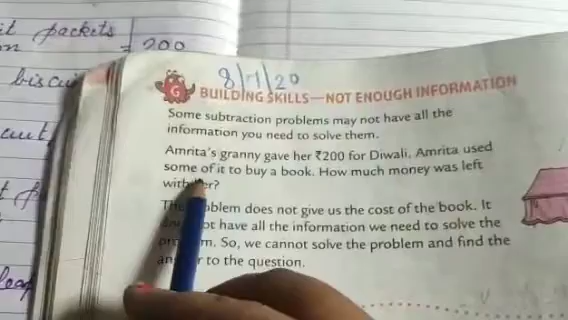 packets
200
8/7/20
G BUILDING SKILLS—NOT ENOUGH INFORMATION
Some subtraction problems may not have all the
information you need to solve them.
Amrita's granny gave her ₹200 for Diwali. Amrita used
some of it to buy a book. How much money was left
with her?
The problem does not give us the cost of the book. It
not have all the information we need to solve the
So, we cannot solve the problem and find the
to the question.